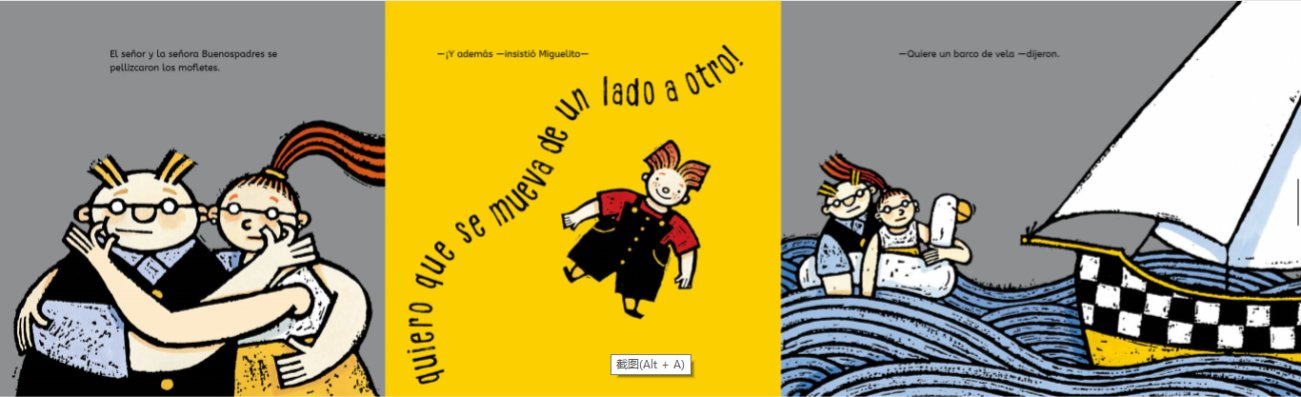 El señor y la señora Buenospadres se
pellizcaron los mofletes.
—¡Y además —insistió Miguelito—
quiero que se mueva de un lado a otro!
—Quiere un barco de vela —dijeron.
截图(Alt + A)